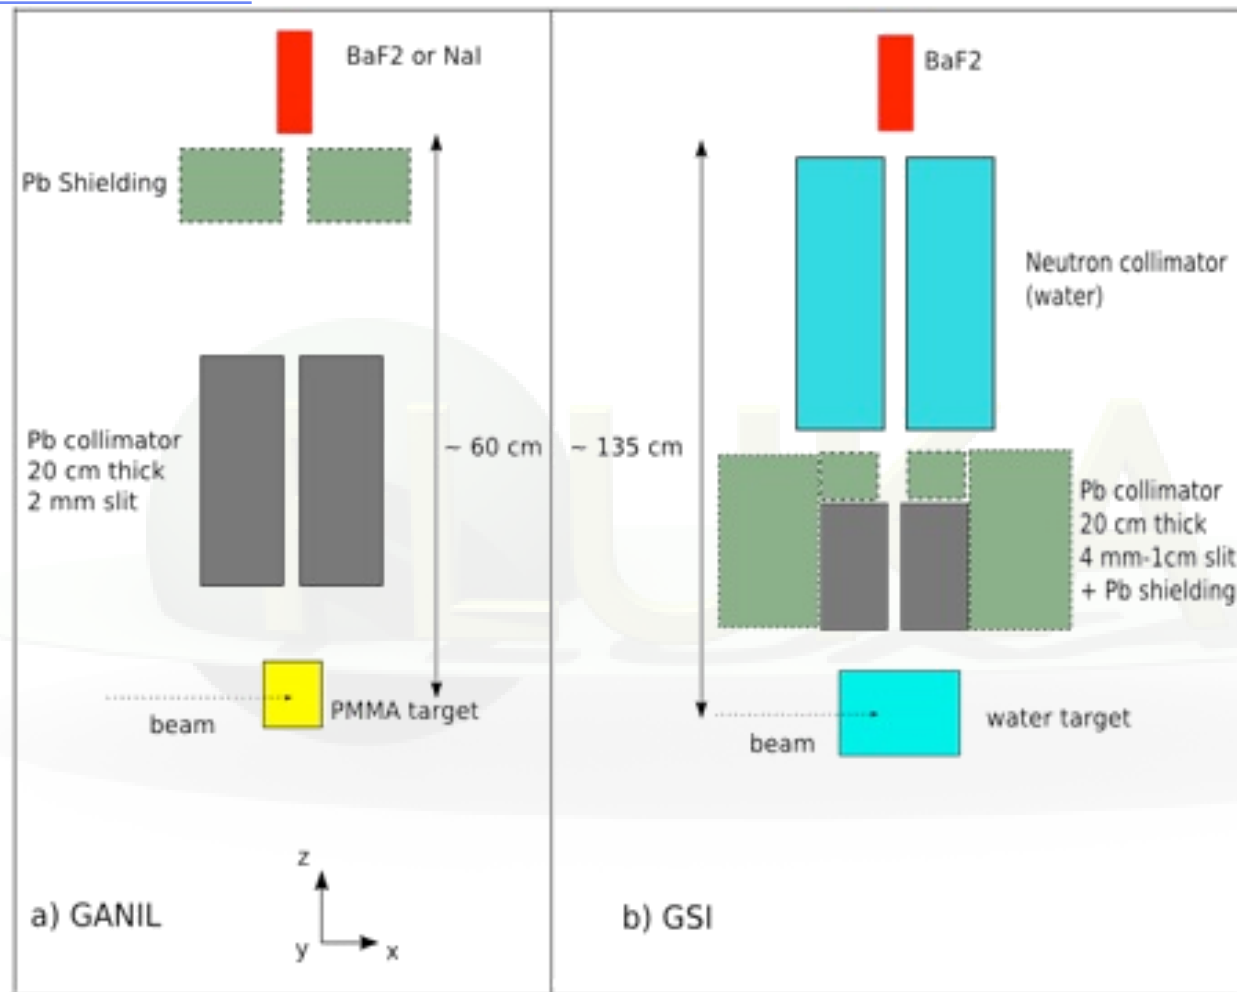 BaF2 or NaI
Pb Shielding
Pb collimator
20 cm thick
2 mm slit
~ 60 cm
PMMA target
beam
z
y
x
a) GANIL
BaF2
Neutron collimator
(water)
~ 135 cm
Pb collimator
20 cm thick
4 mm-1cm slit
+ Pb shielding
water target
beam
b) GSI
FLUKA